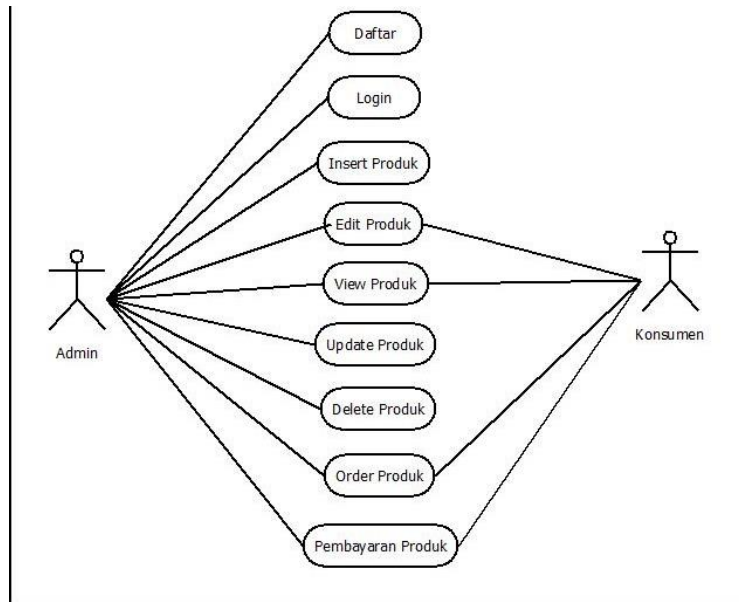 Daftar
Login
Insert Produk
Edit Produk
View Produk
Update Produk
Delete Produk
Order Produk
Pembayaran Produk
Admin
Konsumen